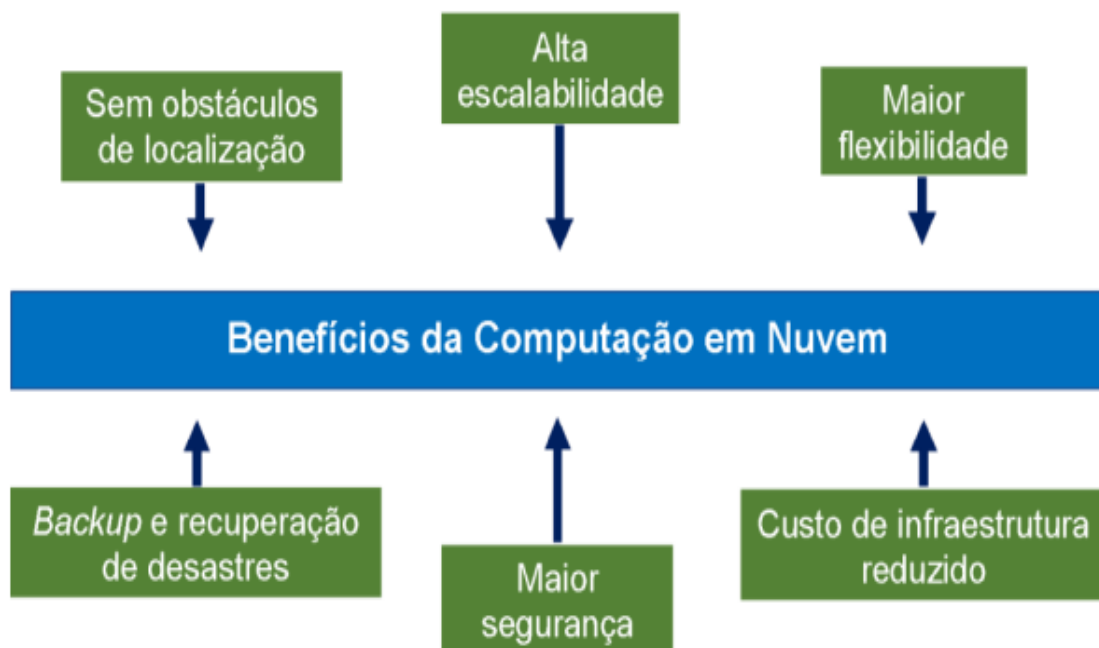 Sem obstáculos
de localização
Alta
escalabilidade
Maior
flexibilidade
Benefícios da Computação em Nuvem
Backup e recuperação
de desastres
Maior
segurança
Custo de infraestrutura
reduzido